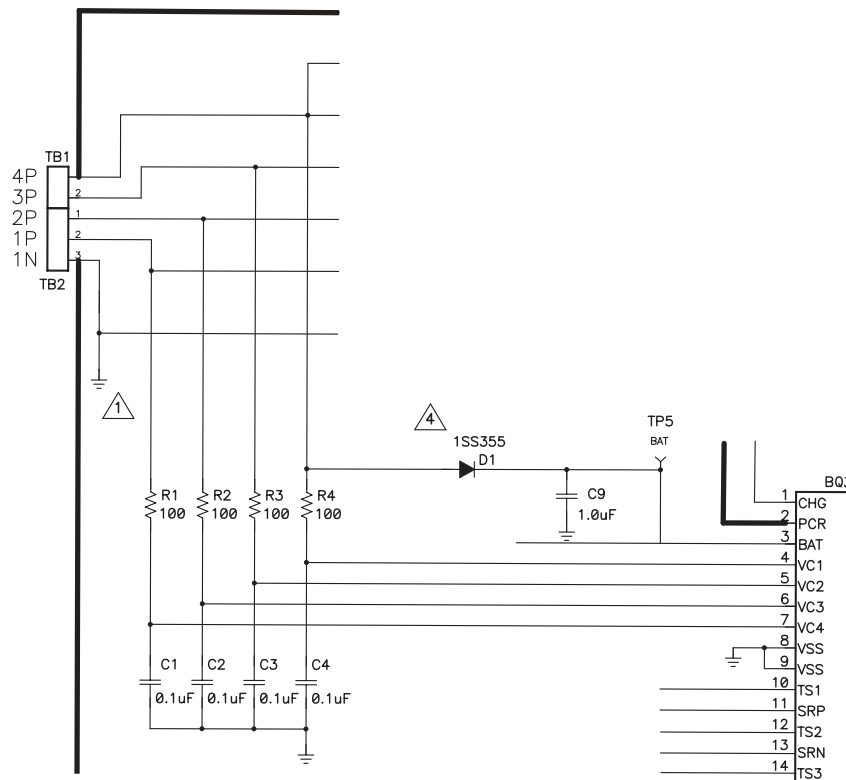 TB1
4P
3P 2
2P 1
1P 2
1N 3
TB2
1
4
TP5
BAT
1SS355
D1
C9
1.0uF
R1
100
R2
100
R3
100
R4
100
BQ3
1 CHG
2 PCR
3 BAT
4 VC1
5 VC2
6 VC3
7 VC4
8 VSS
9 VSS
10 TS1
11 SRP
12 TS2
13 SRN
14 TS3
C1
0.1uF
C2
0.1uF
C3
0.1uF
C4
0.1uF